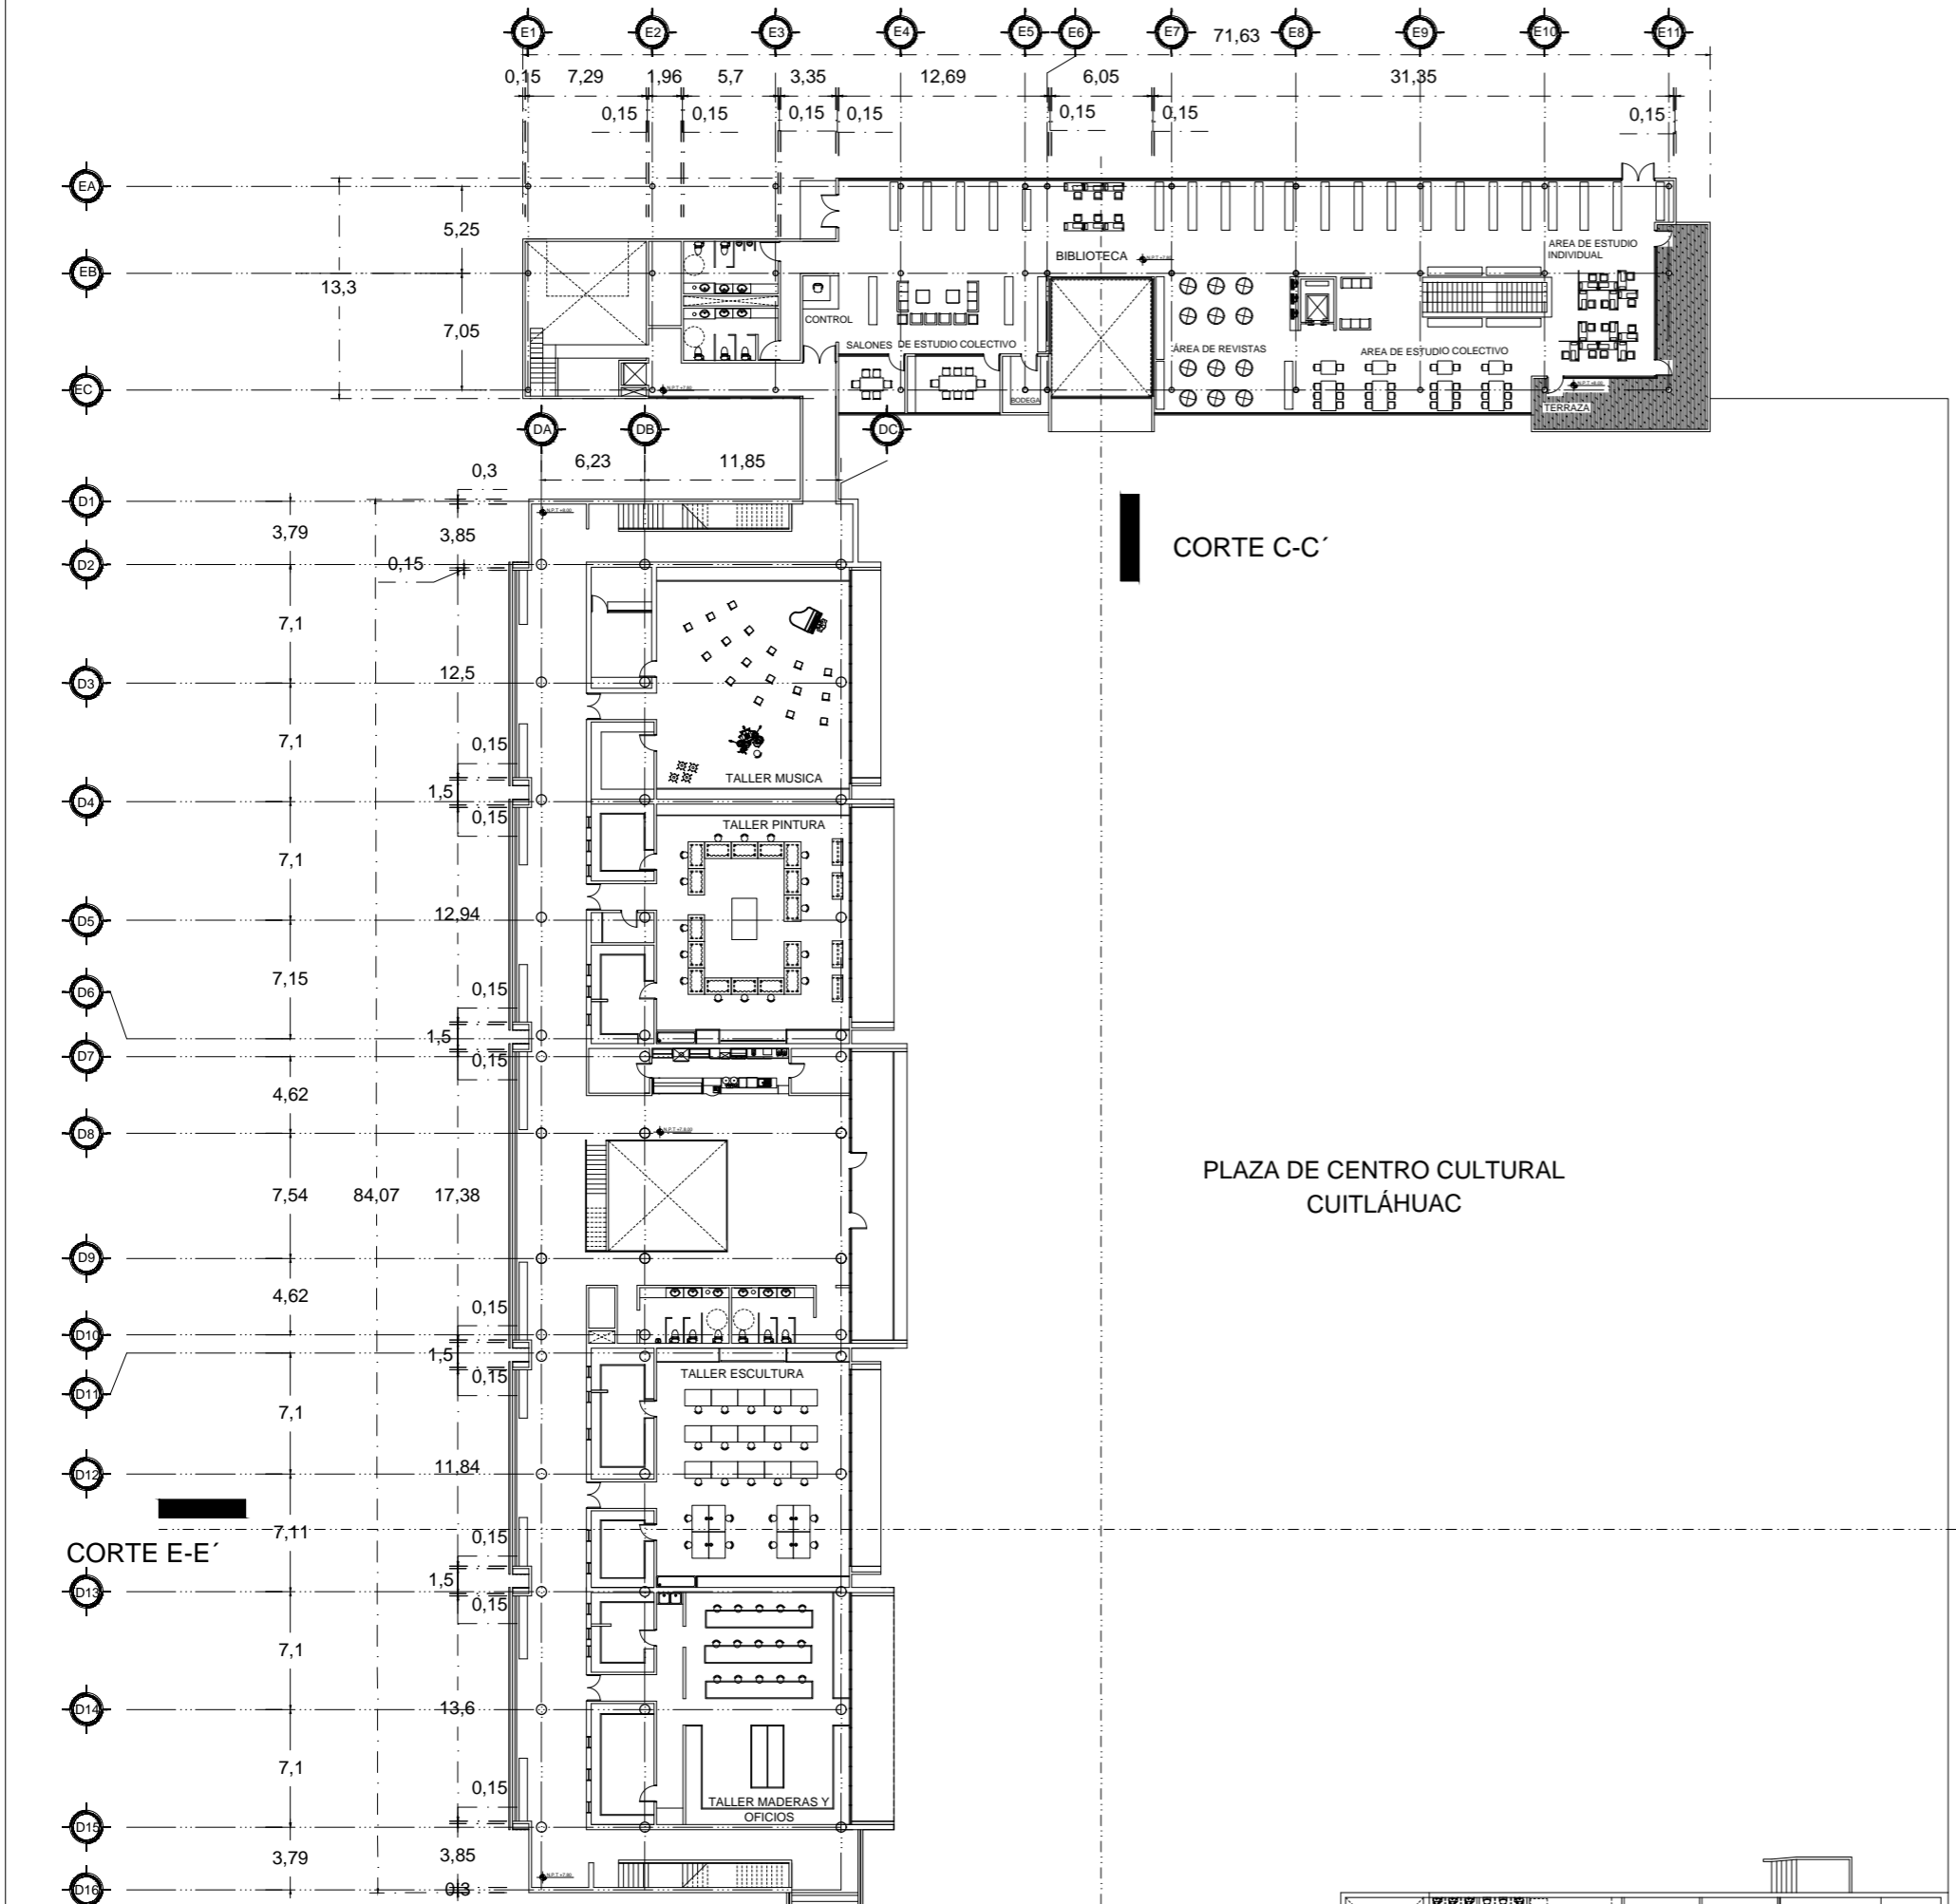 E1 E2 E3 E4 E5 E6 E7 E8 E9 E10 E11
71,63
0,15 7,29 1,96 5,7 3,35 12,69 6,05 31,35
0,15 0,15 0,15 0,15 0,15 0,15 0,15
EA
5,25
EB
13,3
7,05
EC
BIBLIOTECA
AREA DE ESTUDIO
INDIVIDUAL
CONTROL
SALONES DE ESTUDIO COLECTIVO
ÁREA DE REVISTAS
AREA DE ESTUDIO COLECTIVO
BODEGA
TERRAZA
DA DB DC
6,23 11,85
0,3
D1
3,79 3,85
D2
0,15
7,1
12,5
D3
7,1
0,15
TALLER MUSICA
1,5
D4
0,15
TALLER PINTURA
7,1
12,94
D5
7,15
0,15
D6
1,5
D7
0,15
4,62
D8
7,54 84,07 17,38
D9
4,62
0,15
D10
1,5
0,15
D11
TALLER ESCULTURA
7,1
11,84
D12
7,11
0,15
1,5
D13
0,15
7,1
13,6
D14
7,1
0,15
TALLER MADERAS Y
OFICIOS
D15
3,79 3,85
D16
0,3
CORTE C-C´
PLAZA DE CENTRO CULTURAL
CUITLÁHUAC
CORTE E-E´